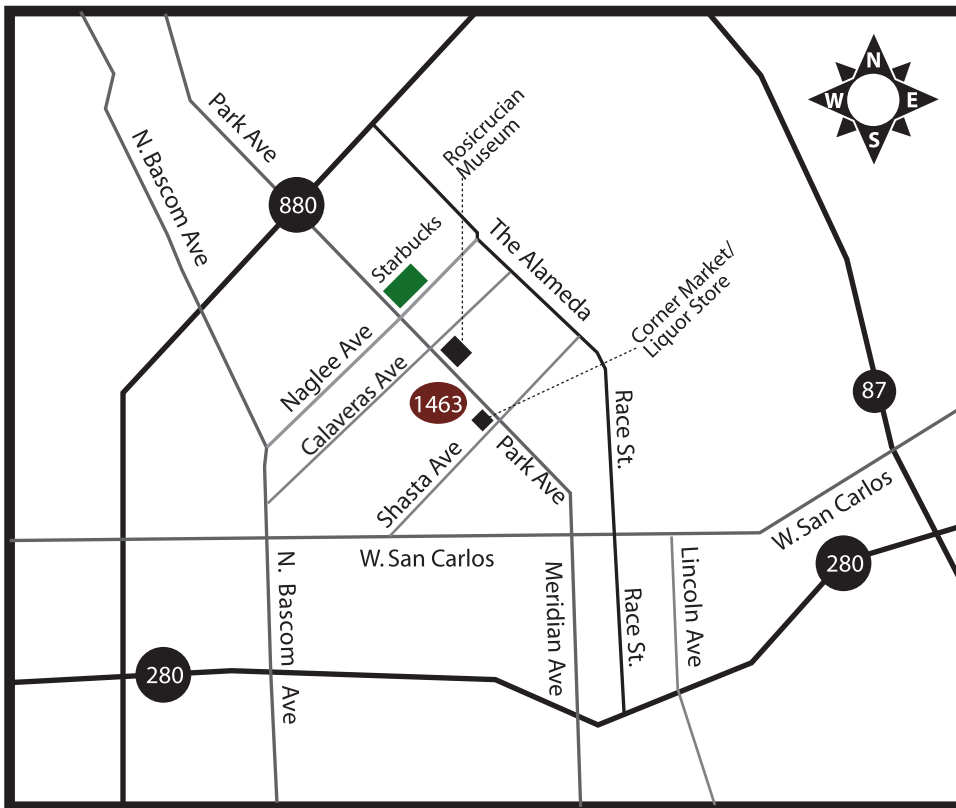 N
W
E
S
Park Ave
N. Bascom Ave
880
Rosicrucian
Museum
Starbucks
The Alameda
Corner Market/
Liquor Store
Naglee Ave
Calaveras Ave
1463
87
Race St.
Shasta Ave
Park Ave
W. San Carlos
W. San Carlos
280
N. Bascom Ave
Meridian Ave
Race St.
Lincoln Ave
280